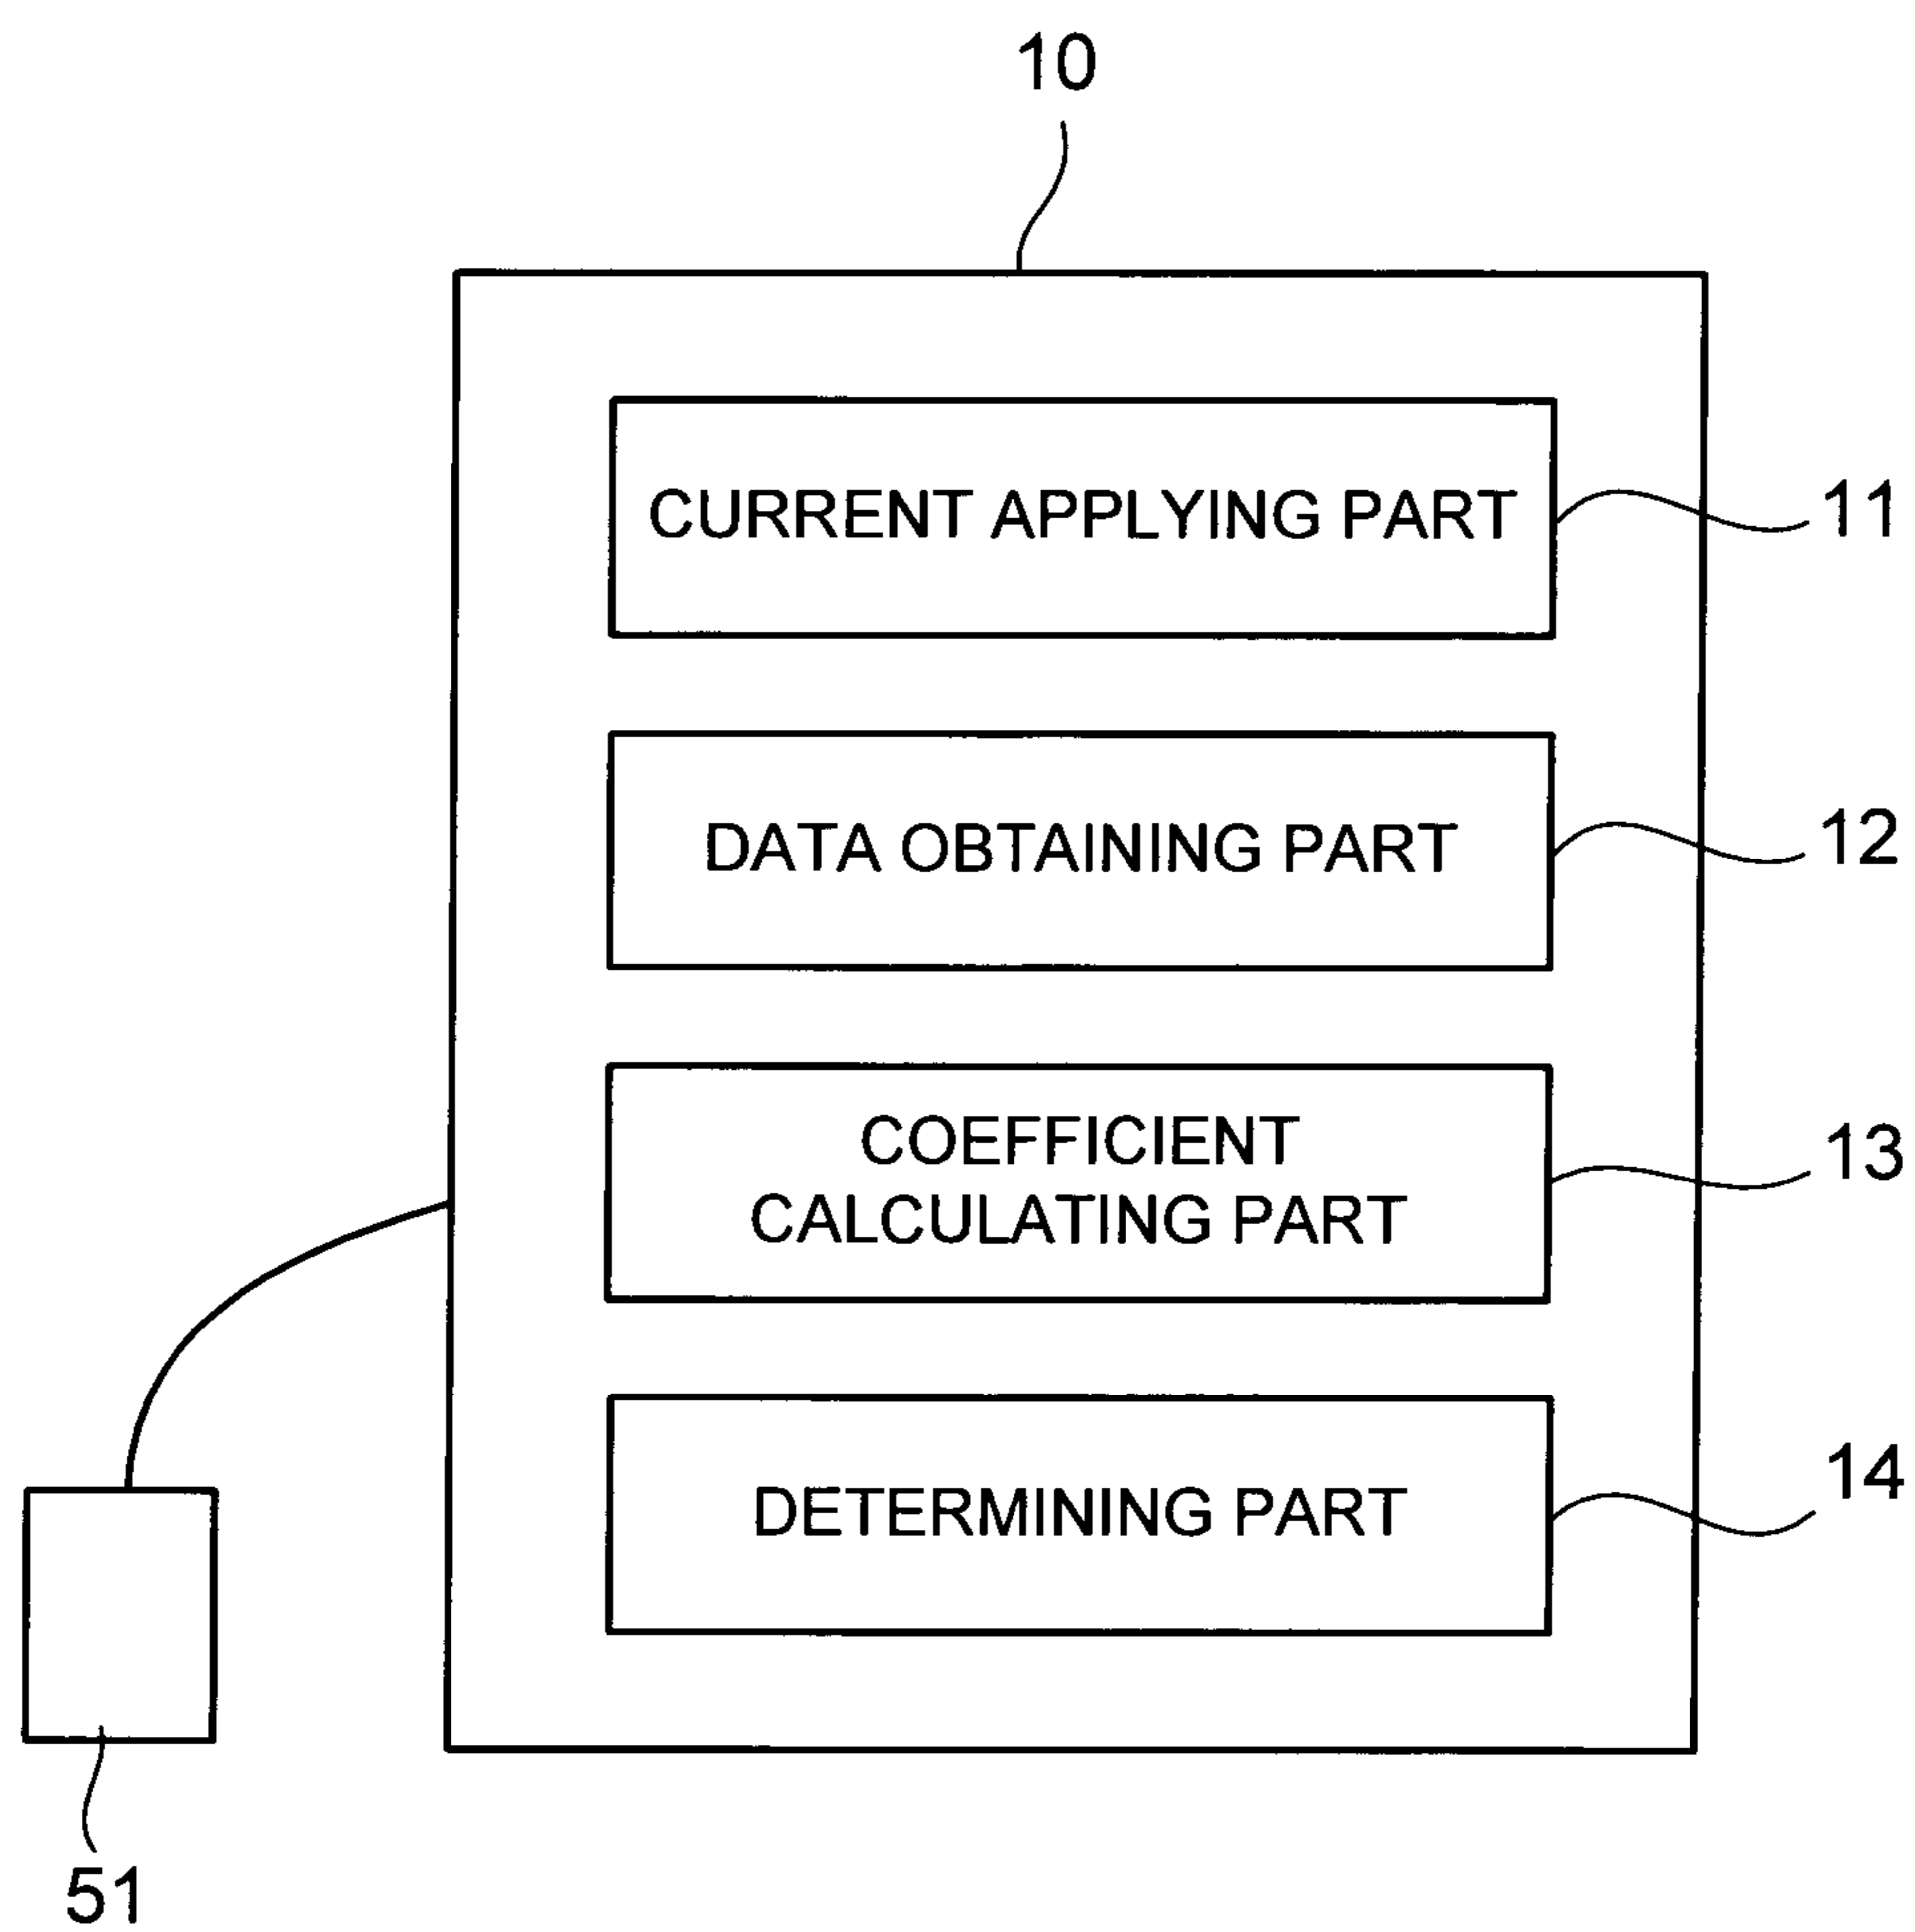 10
CURRENT APPLYING PART
11
DATA OBTAINING PART
12
COEFFICIENT
CALCULATING PART
13
DETERMINING PART
14
51